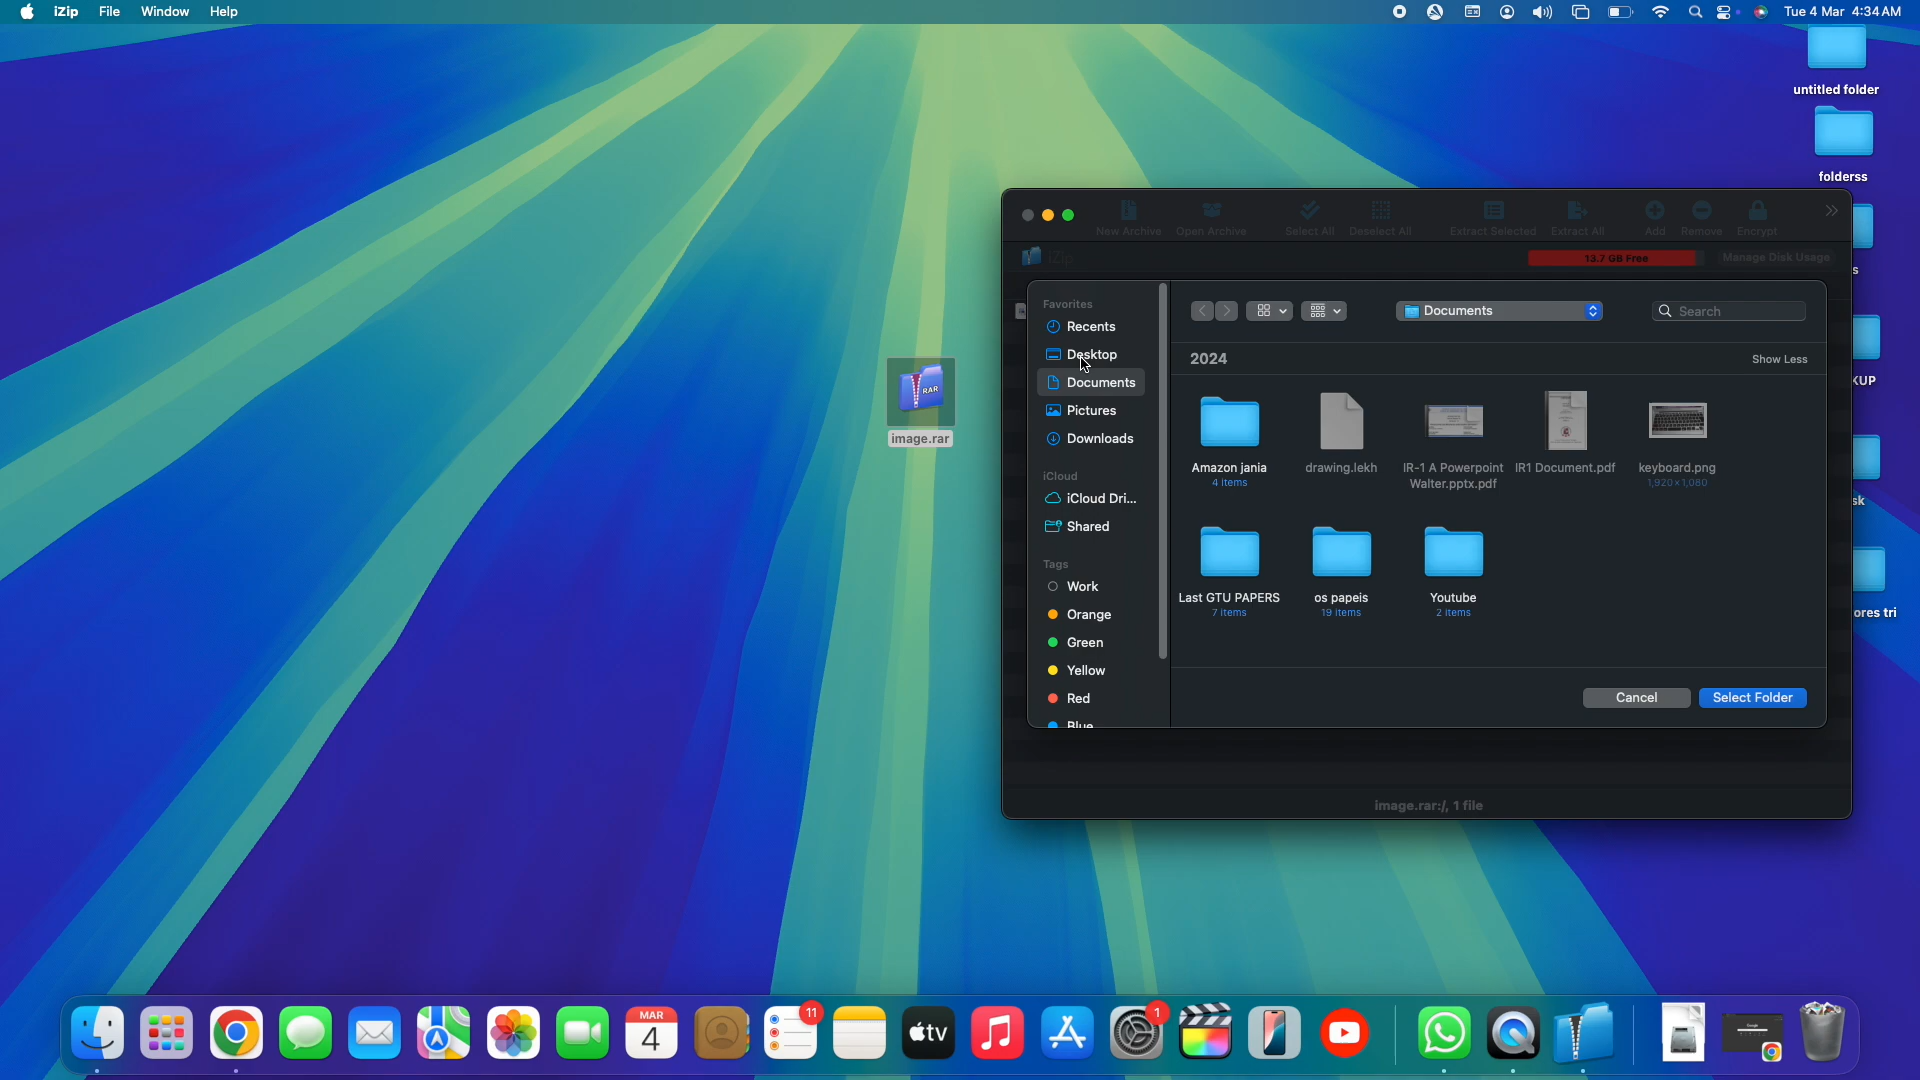 iZip File Window Help
Tue 4 Mar 4:34 AM
untitled folder
folderss
s
KUP
sk
ores tri
image.rar
RAR
New Archive Open Archive Select All Deselect All Extract Selected Extract All Add Remove Encrypt
iZip
13.7 GB Free
Manage Disk Usage
Favorites
Recents
Desktop
Documents
Pictures
Downloads
iCloud
iCloud Dri...
Shared
Tags
Work
Orange
Green
Yellow
Red
Blue
Documents
Search
2024
Show Less
Amazon jania
4 items
drawing.lekh
IR-1 A Powerpoint
Walter.pptx.pdf
IR1 Document.pdf
keyboard.png
1,920×1,080
Last GTU PAPERS
7 items
os papeis
19 items
Youtube
2 items
Cancel
Select Folder
image.rar:/, 1 file
MAR
4
11
tv
1